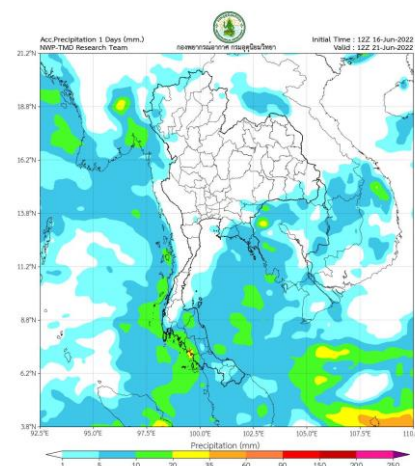 Acc.Precipitation 1 Days (mm.)
NWP-TMD Research Team
กองพยากรณ์อากาศ กรมอุตุนิยมวิทยา
Initial Time : 12Z 16-Jun-2022
Valid : 12Z 21-Jun-2022
21.2°N
18.8°N
16.2°N
13.8°N
11.2°N
8.8°N
6.2°N
3.8°N
92.5°E 95.0°E 97.5°E 100.0°E 102.5°E 105.0°E 107.5°E 110.
Precipitation (mm)
1 5 10 20 35 60 90 150 200 250